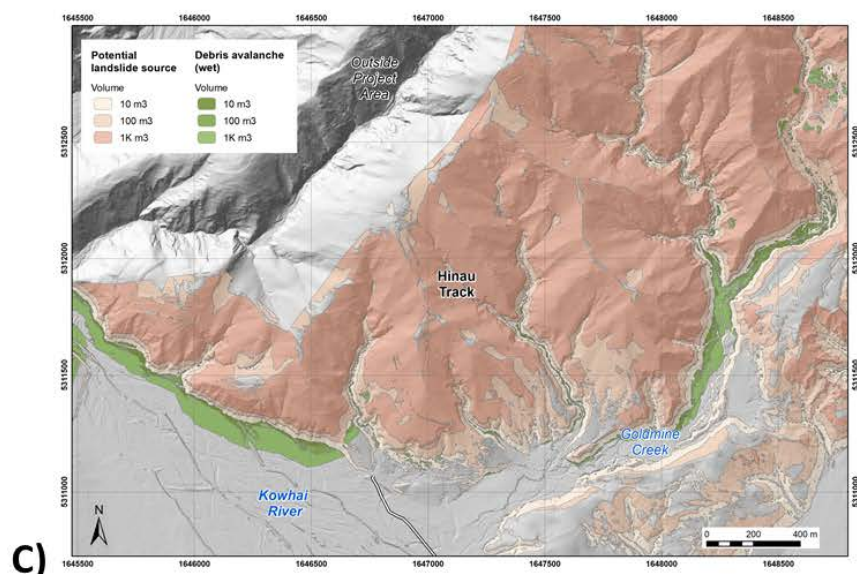 1645500 1646000 1646500 1647000 1647500 1648000 1648500
Potential
landslide source
Volume
10 m3
100 m3
1K m3
Debris avalanche
(wet)
Volume
10 m3
100 m3
1K m3
Outside
Project
Area
5312500
5312500
5312000
5312000
Hinau
Track
5311500
5311500
Goldmine
Creek
Kowhai
River
5311000
5311000
N
0 200 400 m
1645500 1646000 1646500 1647000 1647500 1648000 1648500
C)